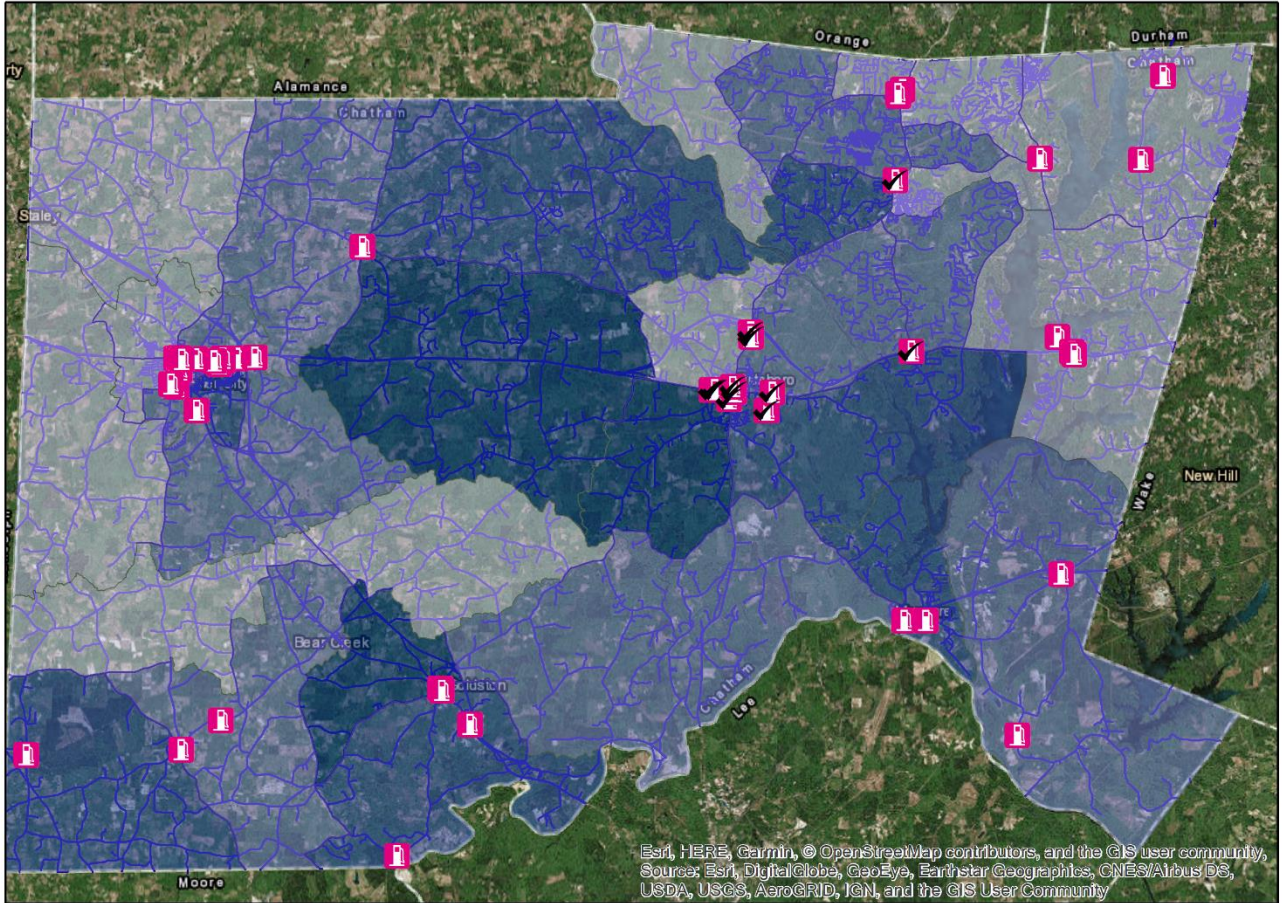 Orange
Durham
Chatham
rty
Alamance
Chatham
Stale
New Hill
Wake
Bear Creek
Chatham
Lee
Moore
Esri, HERE, Garmin, © OpenStreetMap contributors, and the GIS user community,
Source: Esri, DigitalGlobe, GeoEye, Earthstar Geographics, CNES/Airbus DS,
USDA, USGS, AeroGRID, IGN, and the GIS User Community